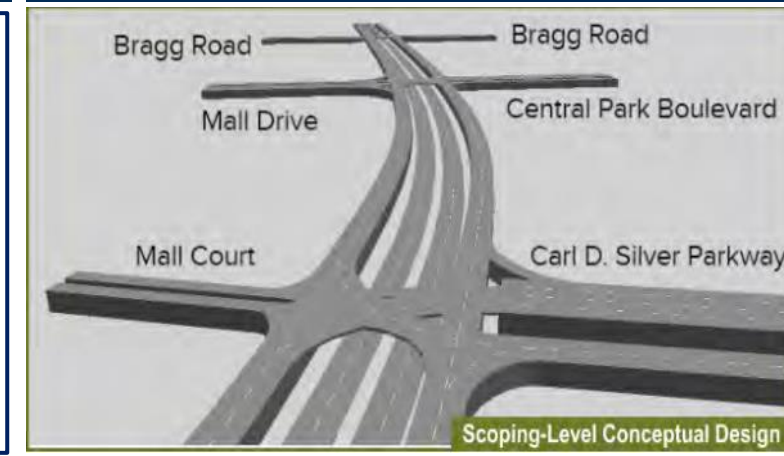 Bragg Road
Bragg Road
Mall Drive
Central Park Boulevard
Mall Court
Carl D. Silver Parkway
Scoping-Level Conceptual Design